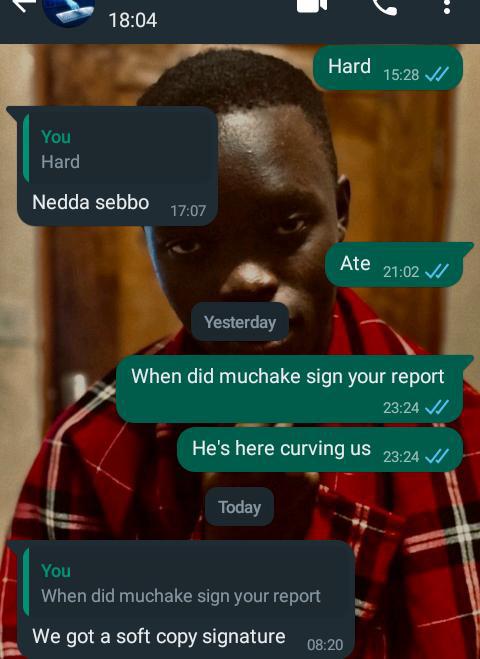 18:04
Hard 15:28
You
Hard
Nedda sebbo 17:07
Ate 21:02
Yesterday
When did muchake sign your report
23:24
He's here curving us 23:24
Today
You
When did muchake sign your report
We got a soft copy signature 08:20